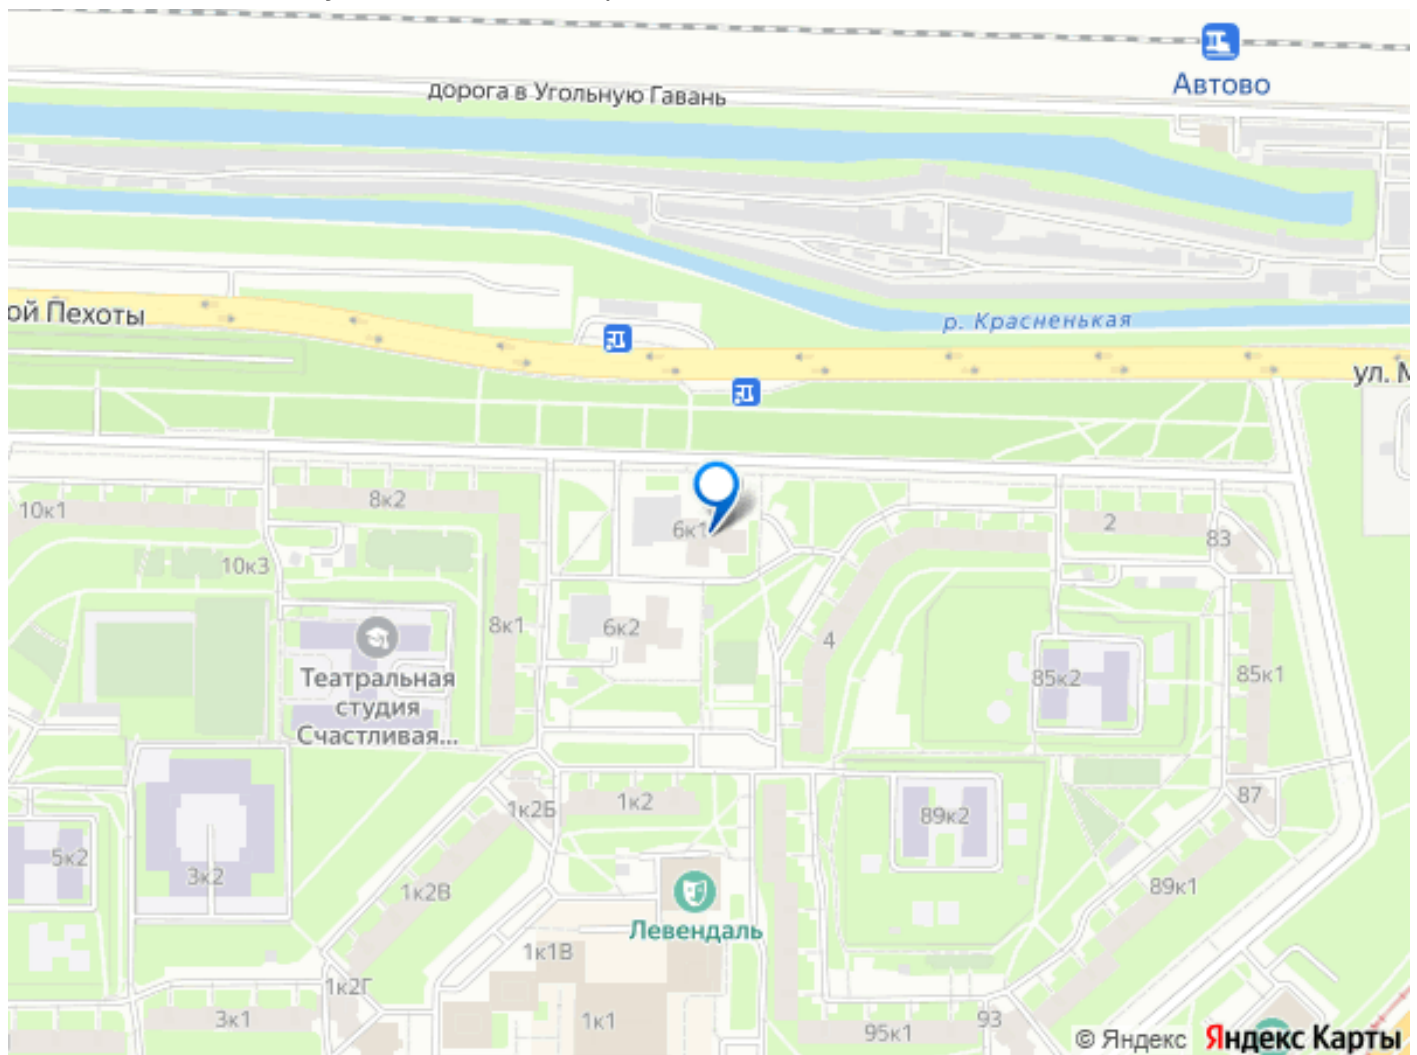 Автово
дорога в Угольную Гавань
ой Пехоты
р. Красненькая
ул. М
10к1
8к2
6к1
2
83
10к3
8к1
6к2
4
85к2
85к1
Театральная
студия
Счастливая...
1к2Б
1к2
89к2
87
5к2
3к2
1к2В
89к1
Левендаль
1к1В
1к2Г
3к1
1к1
95к1
93
© Яндекс Яндекс Карты